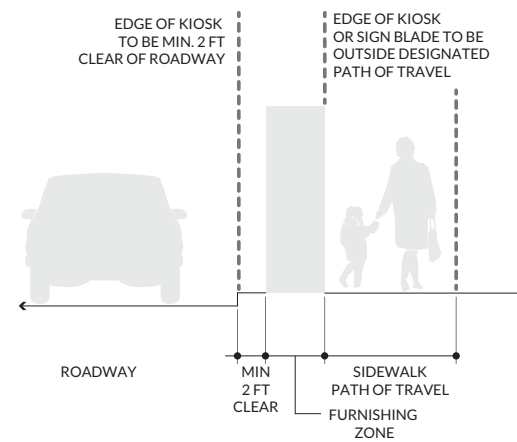 EDGE OF KIOSK
TO BE MIN. 2 FT
CLEAR OF ROADWAY
EDGE OF KIOSK
OR SIGN BLADE TO BE
OUTSIDE DESIGNATED
PATH OF TRAVEL
ROADWAY
MIN
2 FT
CLEAR
SIDEWALK
PATH OF TRAVEL
FURNISHING
ZONE